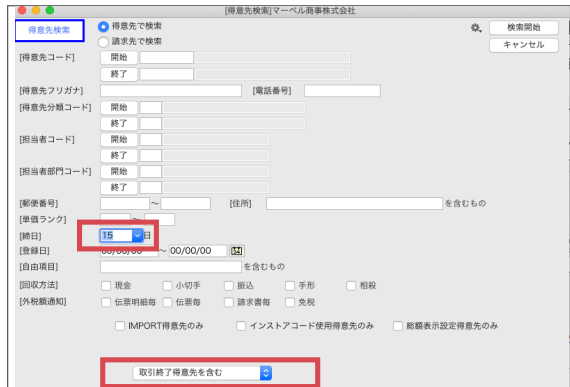 [得意先検索]マーベル商事株式会社
得意先検索
得意先で検索
請求先で検索
検索開始
キャンセル
[得意先コード] 開始
終了
[得意先フリガナ] [電話番号]
[得意先分類コード] 開始
終了
[担当者コード] 開始
終了
[担当者部門コード] 開始
終了
[郵便番号] ～ [住所] を含むもの
[単価ランク] ～
[締日] 15 日
[登録日] 00/00/00 ～ 00/00/00
[自由項目] を含むもの
[回収方法] 現金 小切手 振込 手形 相殺
[外税額通知] 伝票明細毎 伝票毎 請求書毎 免税
IMPORT得意先のみ インストアコード使用得意先のみ 総額表示設定得意先のみ
取引終了得意先を含む